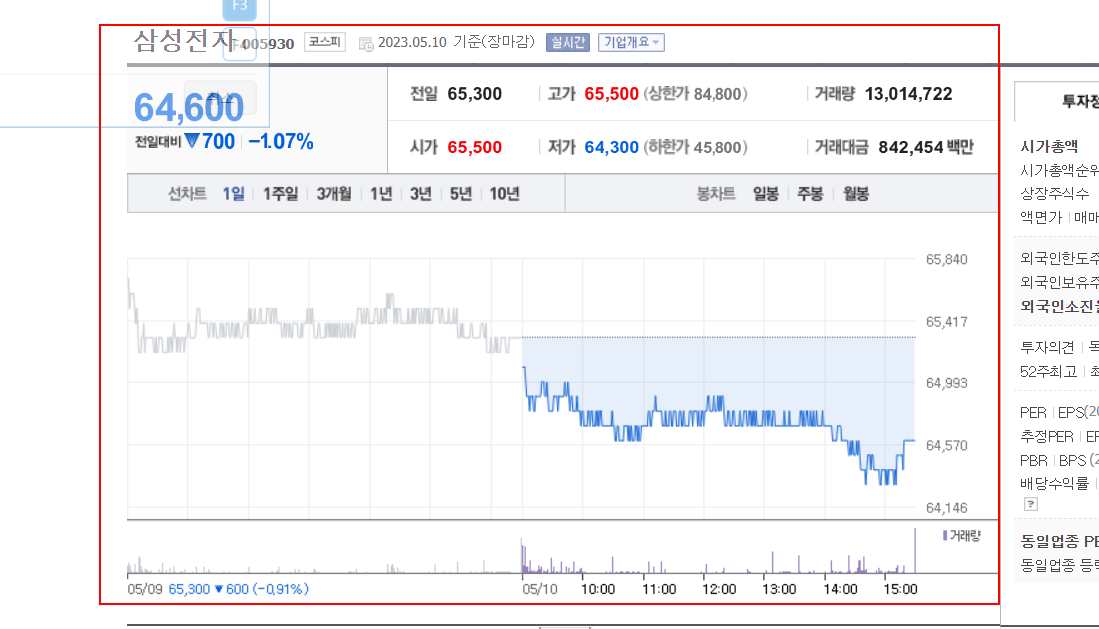 F3
삼성전자 005930 코스피 2023.05.10 기준(장마감) 실시간 기업개요
64,600
전일대비 ▼700 -1.07%
전일 65,300 고가 65,500 (상한가 84,800) 거래량 13,014,722
시가 65,500 저가 64,300 (하한가 45,800) 거래대금 842,454 백만
선차트 1일 1주일 3개월 1년 3년 5년 10년 봉차트 일봉 주봉 월봉
65,840
65,417
64,993
64,570
64,146
거래량
05/09 65,300 ▼ 600 (-0.91%) 05/10 10:00 11:00 12:00 13:00 14:00 15:00
시가총액
시가총액순위
상장주식수
액면가 매매
외국인한도주
외국인보유주
외국인소진율
투자의견
52주최고
PER EPS(20
추정PER
PBR BPS
배당수익률
?
동일업종 PE
동일업종 등락